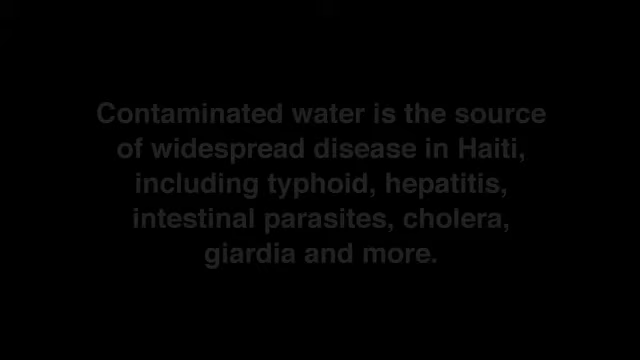 Contaminated water is the source
of widespread disease in Haiti,
including typhoid, hepatitis,
intestinal parasites, cholera,
giardia and more.